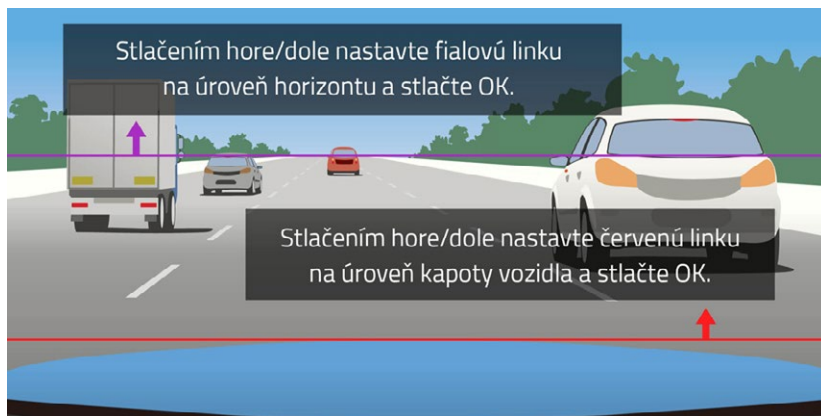 Stlačením hore/dole nastavte fialovú linku
na úroveň horizontu a stlačte OK.
Stlačením hore/dole nastavte červenú linku
na úroveň kapoty vozidla a stlačte OK.